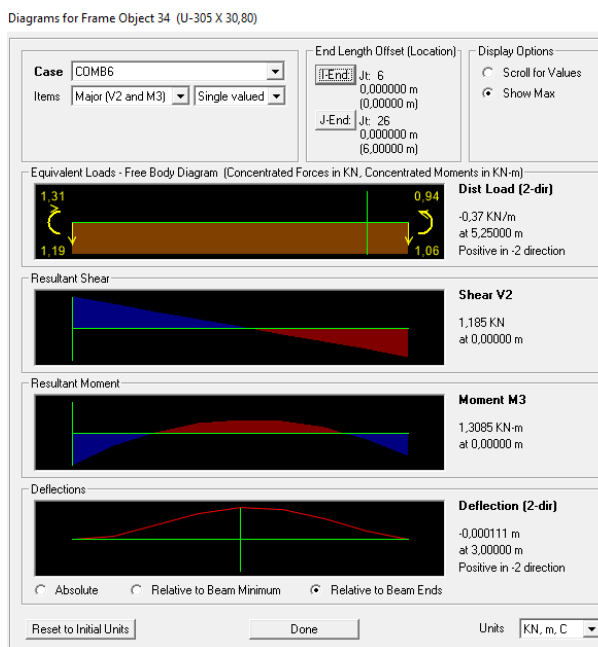 Diagrams for Frame Object 34 (U-305 X 30,80)
Case COMB6
Items Major (V2 and M3) Single valued
End Length Offset (Location)
I-End: Jt: 6
0,00000 m
(0,00000 m)
J-End: Jt: 26
0,00000 m
(6,00000 m)
Display Options
Scroll for Values
Show Max
Equivalent Loads - Free Body Diagram (Concentrated Forces in KN, Concentrated Moments in KN-m)
1,31 0,94
1,19 1,06
Dist Load (2-dir)
-0,37 KN/m
at 5,25000 m
Positive in -2 direction
Resultant Shear
Shear V2
1,185 KN
at 0,00000 m
Resultant Moment
Moment M3
1,3085 KN-m
at 0,00000 m
Deflections
Deflection (2-dir)
-0,000111 m
at 3,00000 m
Positive in -2 direction
Absolute Relative to Beam Minimum Relative to Beam Ends
Reset to Initial Units Done Units KN, m, C